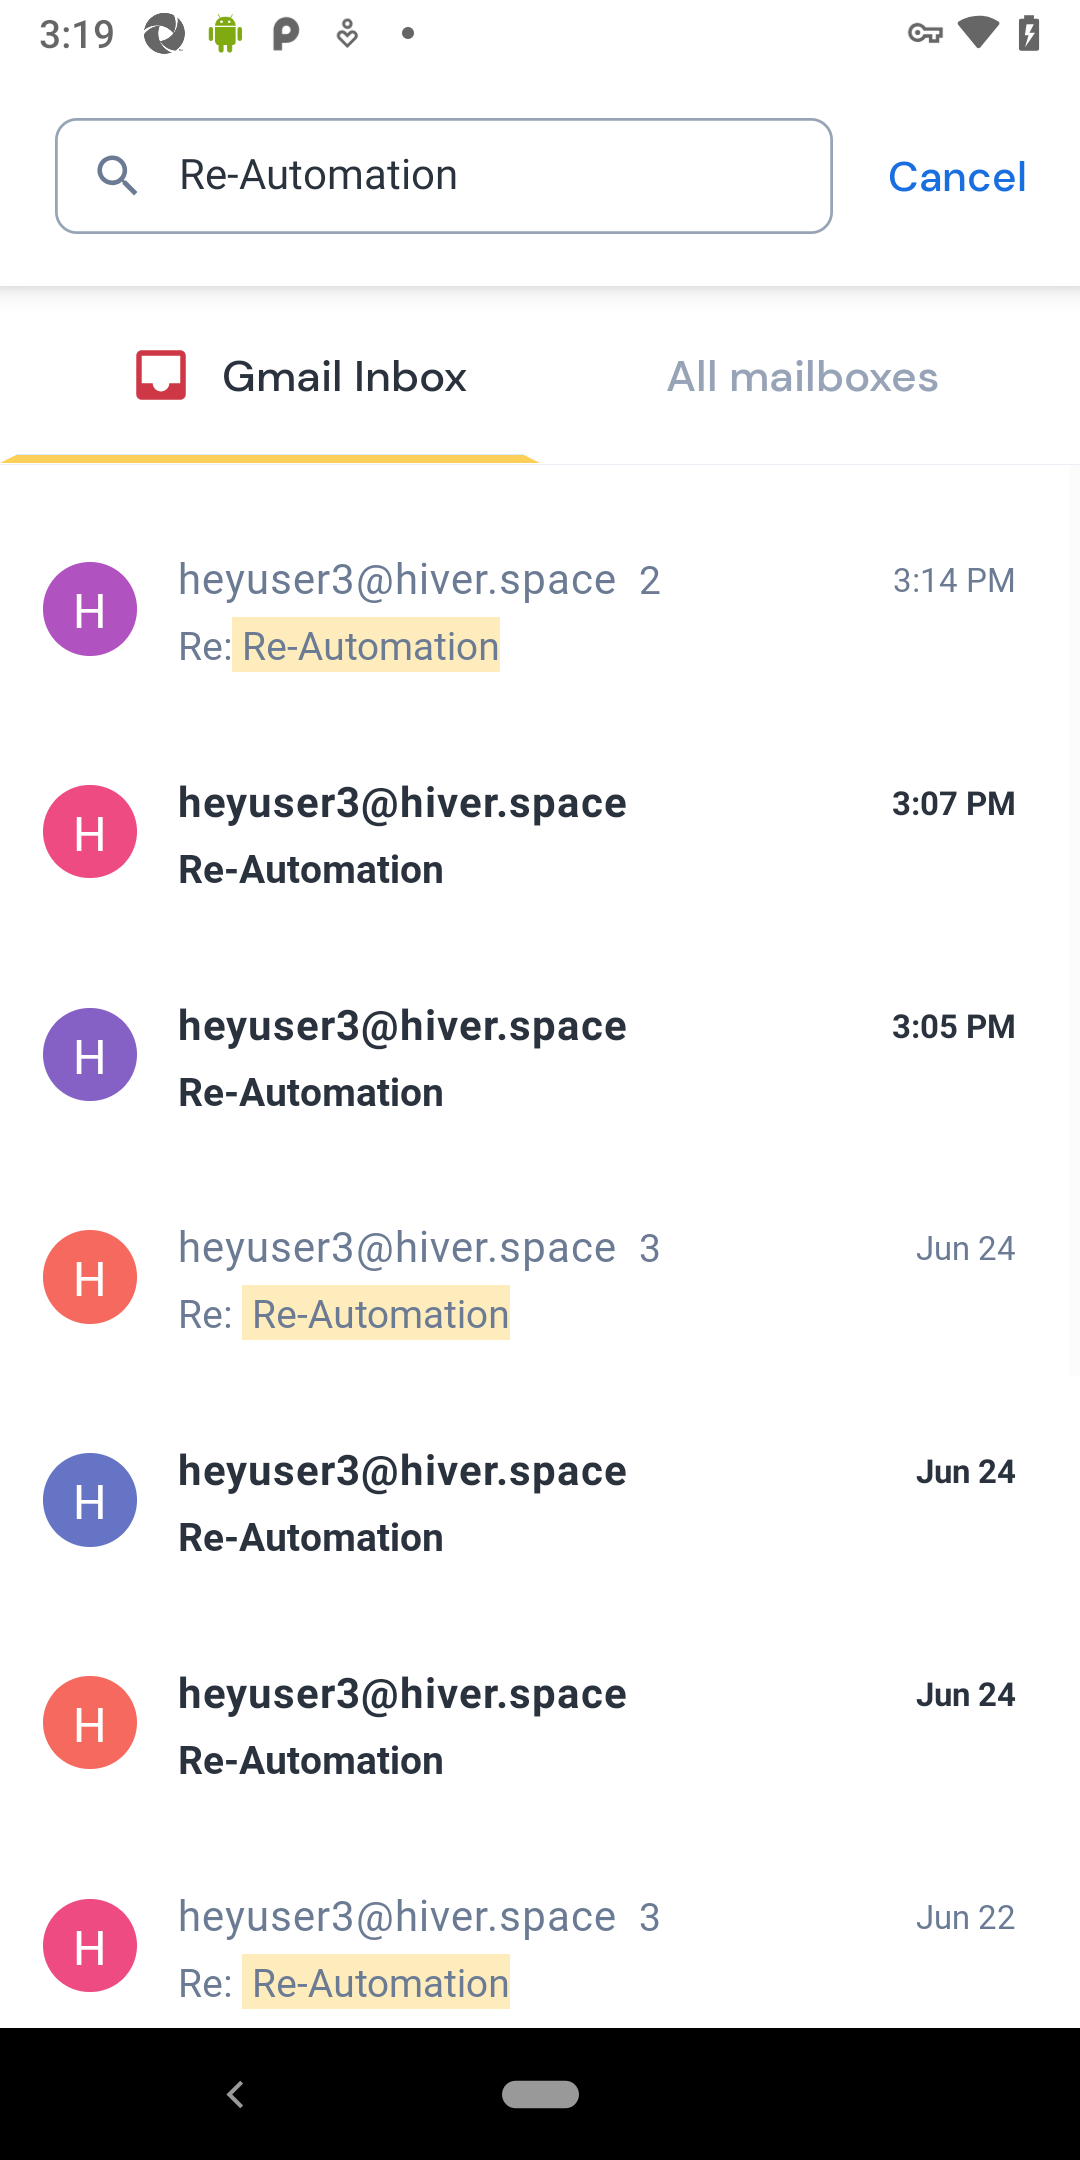 3:19
Re-Automation
Cancel
Gmail Inbox
All mailboxes
H
heyuser3@hiver.space 2
3:14 PM
Re: Re-Automation
H
heyuser3@hiver.space
3:07 PM
Re-Automation
H
heyuser3@hiver.space
3:05 PM
Re-Automation
H
heyuser3@hiver.space 3
Jun 24
Re: Re-Automation
H
heyuser3@hiver.space
Jun 24
Re-Automation
H
heyuser3@hiver.space
Jun 24
Re-Automation
H
heyuser3@hiver.space 3
Jun 22
Re: Re-Automation